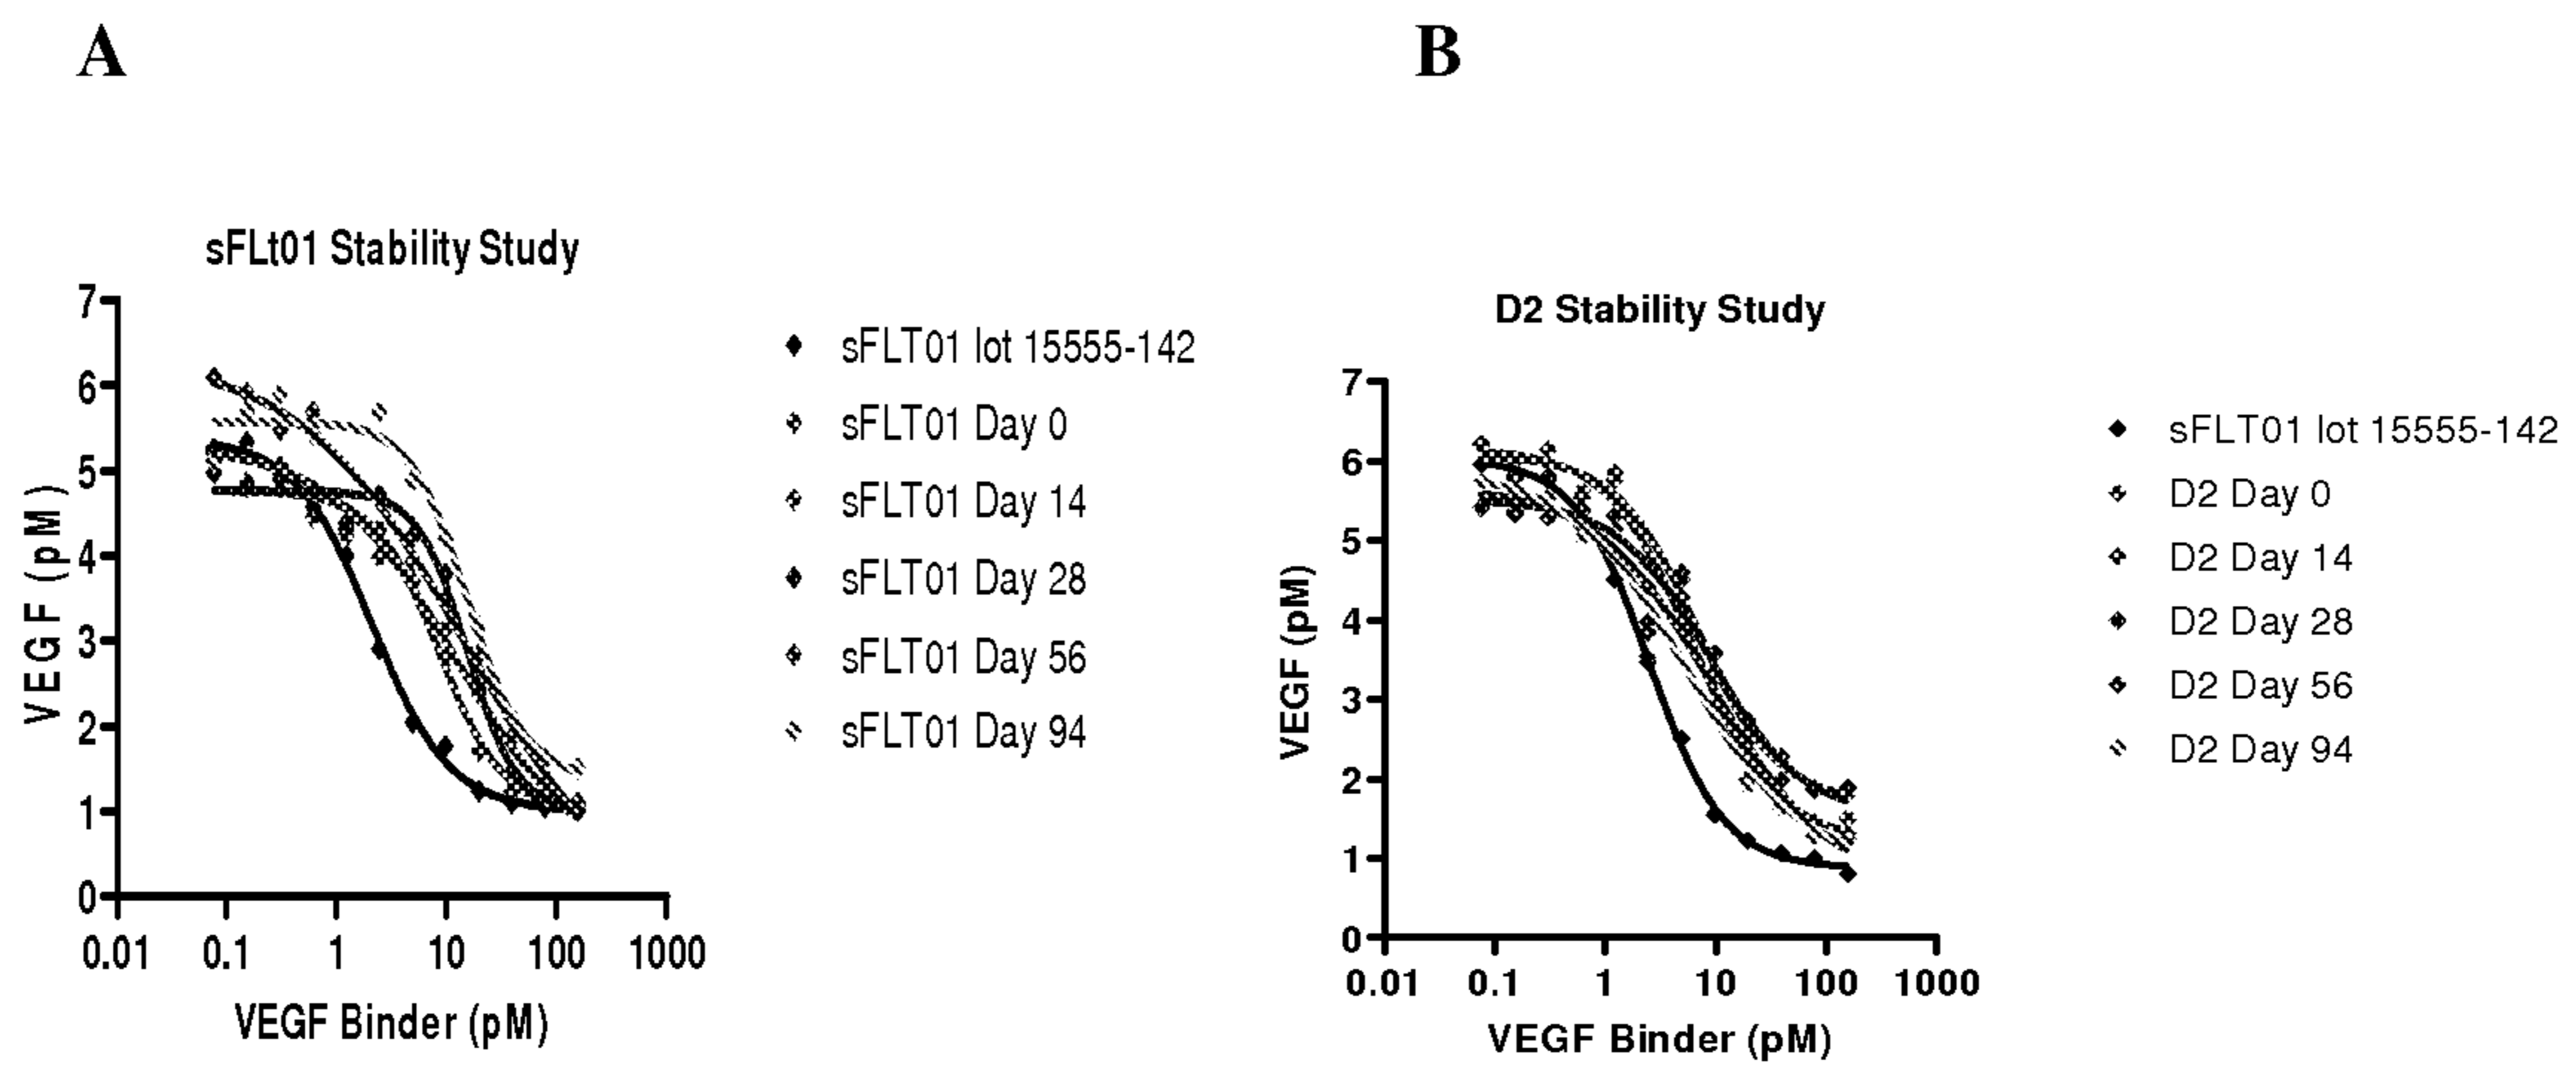 A
B
sFLt01 Stability Study
7
6
5
4
3
2
1
0
0.01 0.1 1 10 100 1000
VEGF (pM)
VEGF Binder (pM)
sFLT01 lot 15555-142
sFLT01 Day 0
sFLT01 Day 14
sFLT01 Day 28
sFLT01 Day 56
sFLT01 Day 94
D2 Stability Study
7
6
5
4
3
2
1
0
0.01 0.1 1 10 100 1000
VEGF (pM)
VEGF Binder (pM)
sFLT01 lot 15555-142
D2 Day 0
D2 Day 14
D2 Day 28
D2 Day 56
D2 Day 94